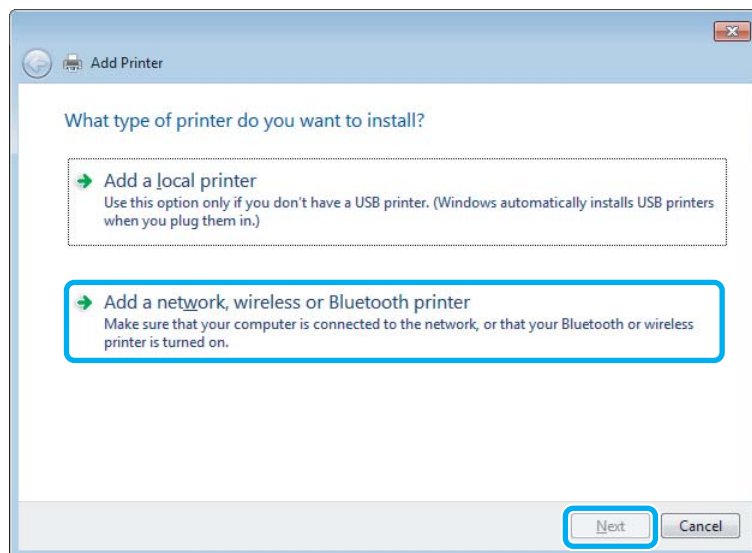 Add Printer
What type of printer do you want to install?
Add a local printer
Use this option only if you don't have a USB printer. (Windows automatically installs USB printers
when you plug them in.)
Add a network, wireless or Bluetooth printer
Make sure that your computer is connected to the network, or that your Bluetooth or wireless
printer is turned on.
Next Cancel